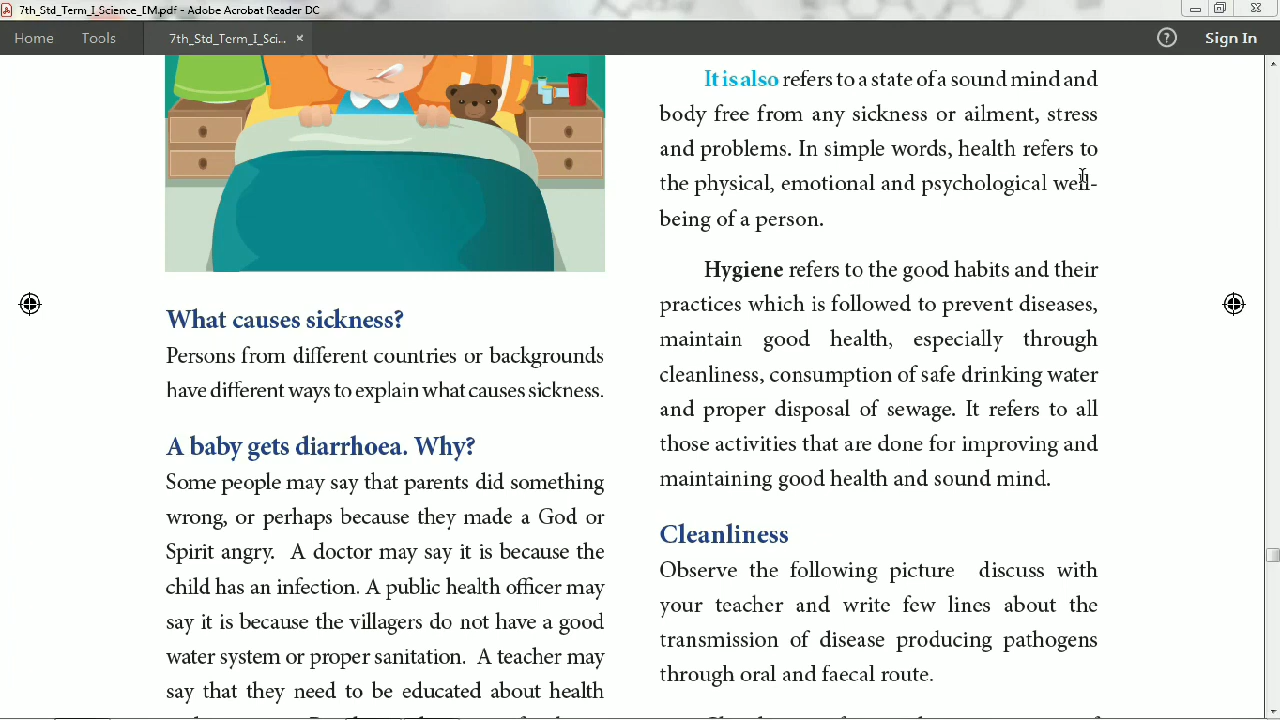 7th_Std_Term_I_Science_EM.pdf - Adobe Acrobat Reader DC
Home Tools 7th_Std_Term_I_Sci... × ? Sign In
What causes sickness?
Persons from different countries or backgrounds
have different ways to explain what causes sickness.
A baby gets diarrhoea. Why?
Some people may say that parents did something
wrong, or perhaps because they made a God or
Spirit angry. A doctor may say it is because the
child has an infection. A public health officer may
say it is because the villagers do not have a good
water system or proper sanitation. A teacher may
say that they need to be educated about health
It is also refers to a state of a sound mind and
body free from any sickness or ailment, stress
and problems. In simple words, health refers to
the physical, emotional and psychological well-
being of a person.
Hygiene refers to the good habits and their
practices which is followed to prevent diseases,
maintain good health, especially through
cleanliness, consumption of safe drinking water
and proper disposal of sewage. It refers to all
those activities that are done for improving and
maintaining good health and sound mind.
Cleanliness
Observe the following picture discuss with
your teacher and write few lines about the
transmission of disease producing pathogens
through oral and faecal route.